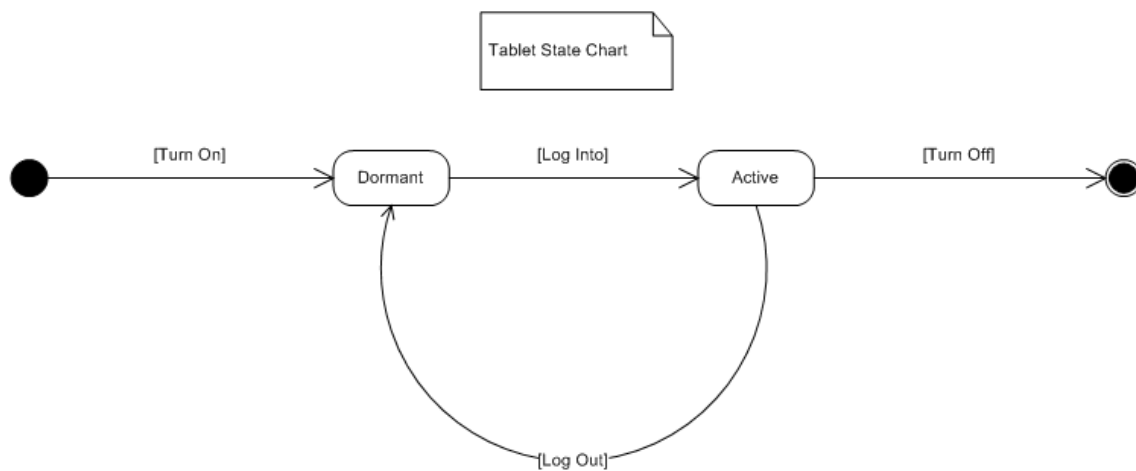 Tablet State Chart
[Turn On]
[Log Into]
[Turn Off]
Dormant
Active
[Log Out]